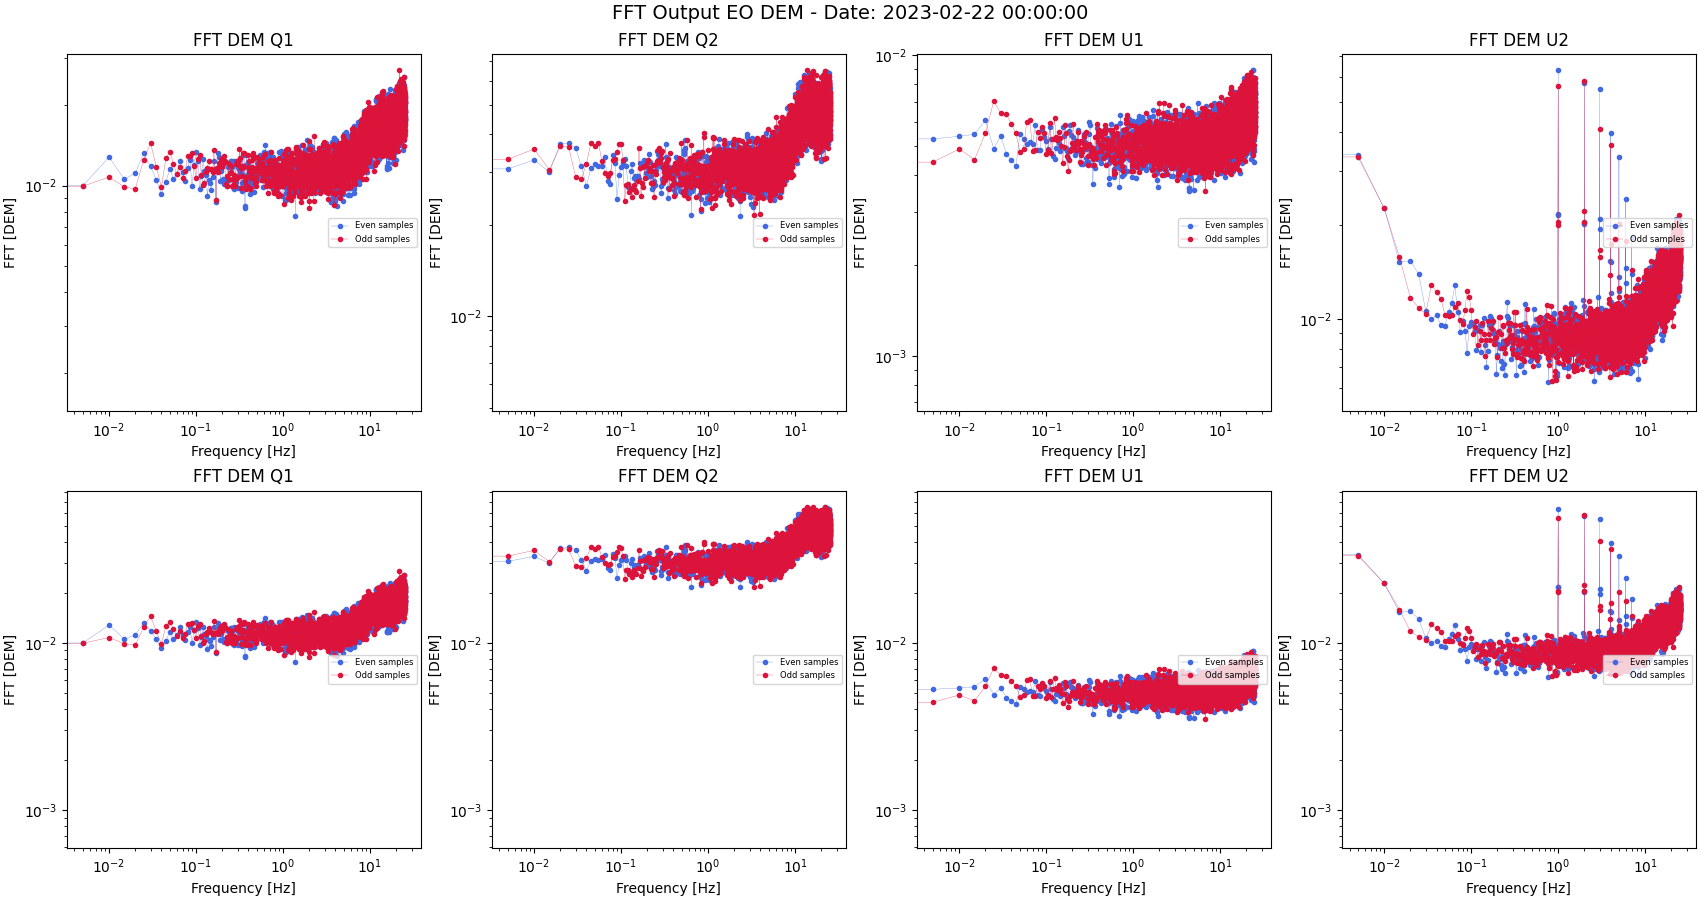 FFT Output EO DEM - Date: 2023-02-22 00:00:00
FFT DEM Q1
FFT DEM Q2
FFT DEM U1
FFT DEM U2
FFT [DEM]
10⁻²
Even samples
Odd samples
10⁻² 10⁻¹ 10⁰ 10¹
Frequency [Hz]
FFT [DEM]
10⁻²
Even samples
Odd samples
10⁻² 10⁻¹ 10⁰ 10¹
Frequency [Hz]
FFT [DEM]
10⁻²
10⁻³
Even samples
Odd samples
10⁻² 10⁻¹ 10⁰ 10¹
Frequency [Hz]
FFT [DEM]
10⁻²
Even samples
Odd samples
10⁻² 10⁻¹ 10⁰ 10¹
Frequency [Hz]
FFT DEM Q1
FFT DEM Q2
FFT DEM U1
FFT DEM U2
FFT [DEM]
10⁻²
10⁻³
Even samples
Odd samples
10⁻² 10⁻¹ 10⁰ 10¹
Frequency [Hz]
FFT [DEM]
10⁻²
10⁻³
Even samples
Odd samples
10⁻² 10⁻¹ 10⁰ 10¹
Frequency [Hz]
FFT [DEM]
10⁻²
10⁻³
Even samples
Odd samples
10⁻² 10⁻¹ 10⁰ 10¹
Frequency [Hz]
FFT [DEM]
10⁻²
10⁻³
Even samples
Odd samples
10⁻² 10⁻¹ 10⁰ 10¹
Frequency [Hz]